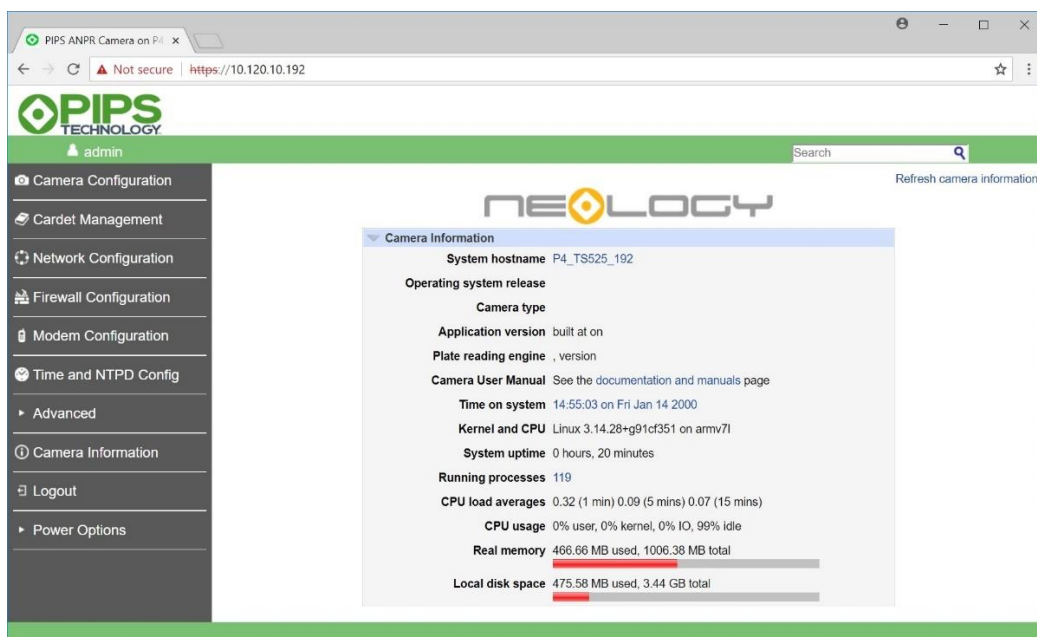 PIPS ANPR Camera on P4
Not secure https://10.120.10.192
PIPS
TECHNOLOGY
admin
Search
Camera Configuration
Refresh camera information
NEOLOGY
Cardet Management
Camera Information
Network Configuration
System hostname P4_TS525_192
Operating system release
Firewall Configuration
Camera type
Modem Configuration
Application version built at on
Plate reading engine , version
Time and NTPD Config
Camera User Manual See the documentation and manuals page
Time on system 14:55:03 on Fri Jan 14 2000
Advanced
Kernel and CPU Linux 3.14.28+g91cf351 on armv7l
Camera Information
System uptime 0 hours, 20 minutes
Running processes 119
Logout
CPU load averages 0.32 (1 min) 0.09 (5 mins) 0.07 (15 mins)
Power Options
CPU usage 0% user, 0% kernel, 0% IO, 99% idle
Real memory 466.66 MB used, 1006.38 MB total
Local disk space 475.58 MB used, 3.44 GB total